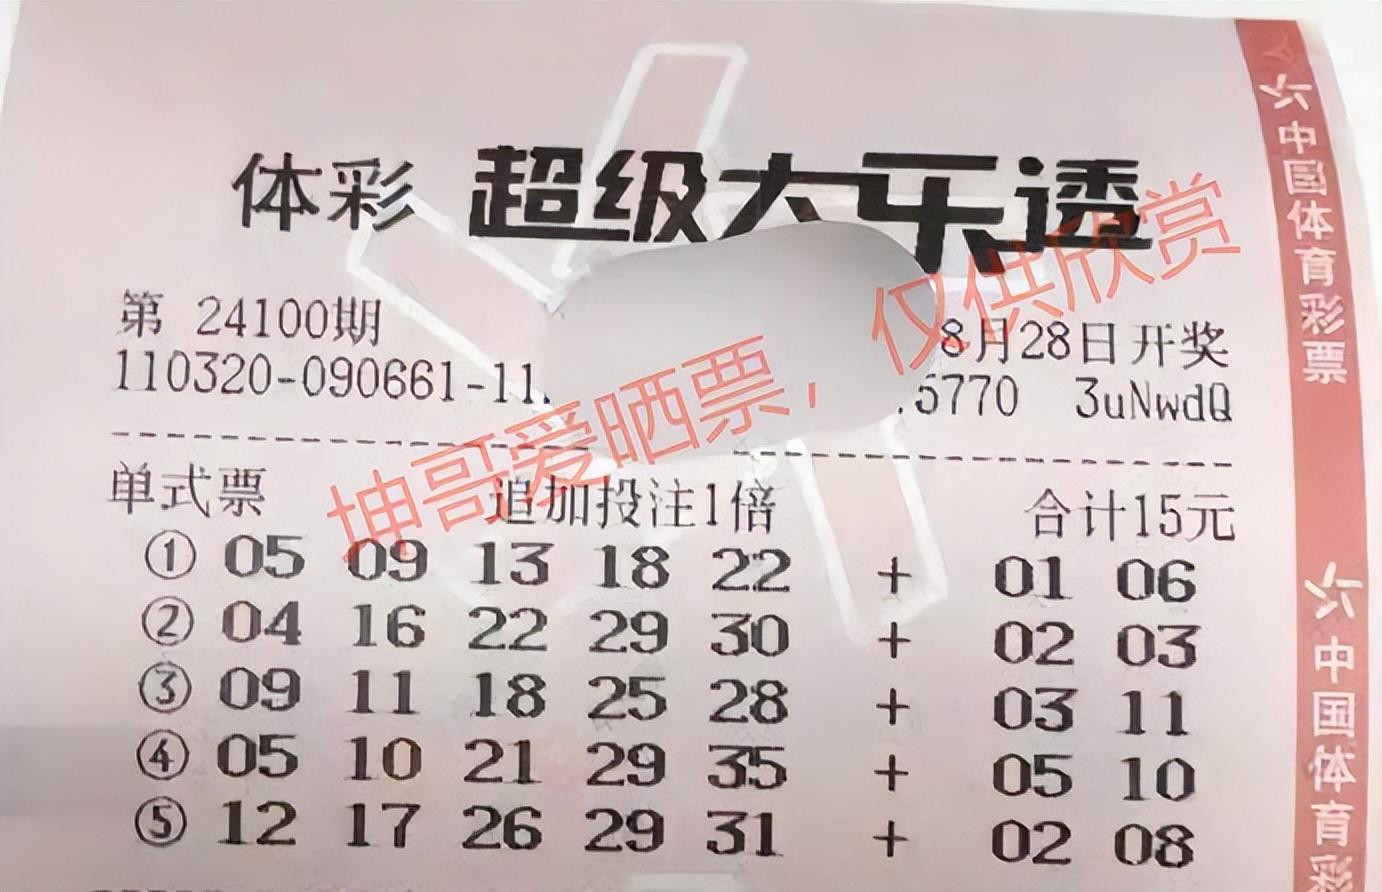 体彩 超级大乐透
第 24100期 8月28日开奖
110320-090661-11 .5770 3uNwdQ
单式票 追加投注1倍 合计15元
① 05 09 13 18 22 + 01 06
② 04 16 22 29 30 + 02 03
③ 09 11 18 25 28 + 03 11
④ 05 10 21 29 35 + 05 10
⑤ 12 17 26 29 31 + 02 08
坤哥爱晒票，仅供欣赏
中国体育彩票
中国体育彩